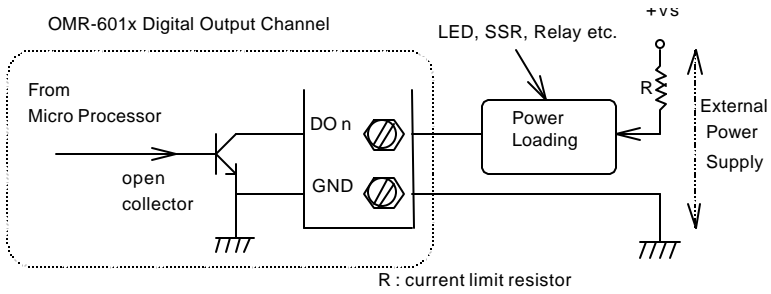 OMR-601x Digital Output Channel
+VS
LED, SSR, Relay etc.
From
Micro Processor
R
DO n
Power
Loading
External
Power
Supply
open
collector
GND
R : current limit resistor